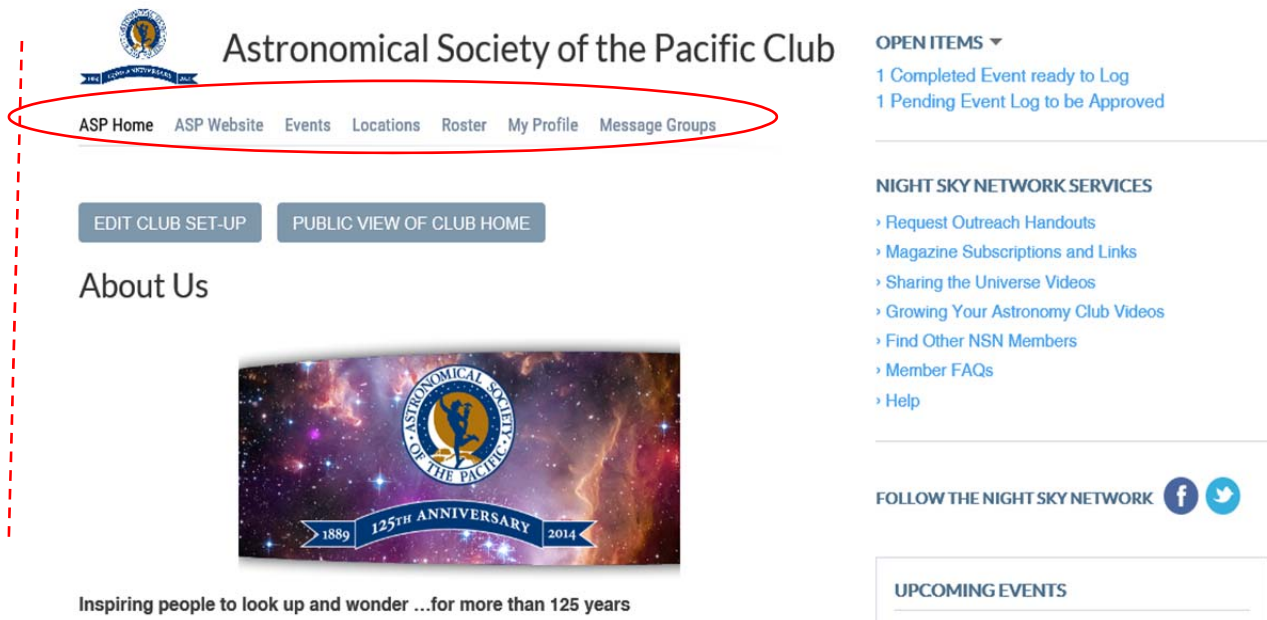 Astronomical Society of the Pacific Club
ASP Home ASP Website Events Locations Roster My Profile Message Groups
EDIT CLUB SET-UP PUBLIC VIEW OF CLUB HOME
About Us
ASTRONOMICAL SOCIETY
OF THE PACIFIC
1889 125TH ANNIVERSARY 2014
Inspiring people to look up and wonder …for more than 125 years
OPEN ITEMS
1 Completed Event ready to Log
1 Pending Event Log to be Approved
NIGHT SKY NETWORK SERVICES
› Request Outreach Handouts
› Magazine Subscriptions and Links
› Sharing the Universe Videos
› Growing Your Astronomy Club Videos
› Find Other NSN Members
› Member FAQs
› Help
FOLLOW THE NIGHT SKY NETWORK
UPCOMING EVENTS